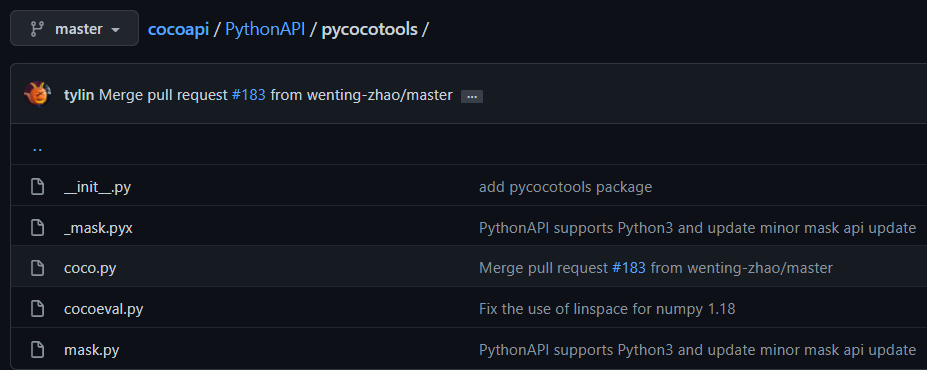 master cocoapi / PythonAPI / pycocotools /
tylin Merge pull request #183 from wenting-zhao/master ...
..
__init__.py add pycocotools package
_mask.pyx PythonAPI supports Python3 and update minor mask api update
coco.py Merge pull request #183 from wenting-zhao/master
cocoeval.py Fix the use of linspace for numpy 1.18
mask.py PythonAPI supports Python3 and update minor mask api update